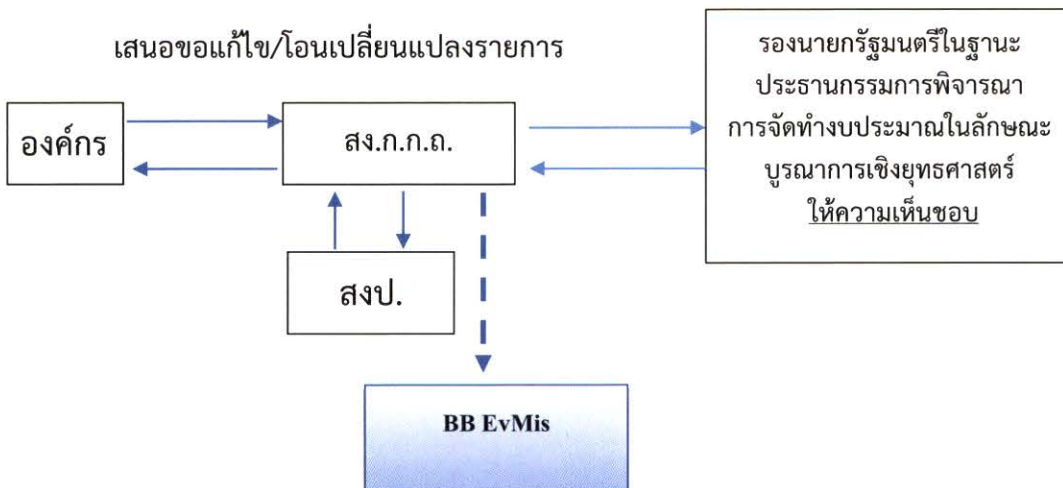 เสนอขอแก้ไข/โอนเปลี่ยนแปลงรายการ
องค์กร
สง.ก.ก.ถ.
รองนายกรัฐมนตรีในฐานะ
ประธานกรรมการพิจารณา
การจัดทำงบประมาณในลักษณะ
บูรณาการเชิงยุทธศาสตร์
ให้ความเห็นชอบ
สงป.
BB EvMis